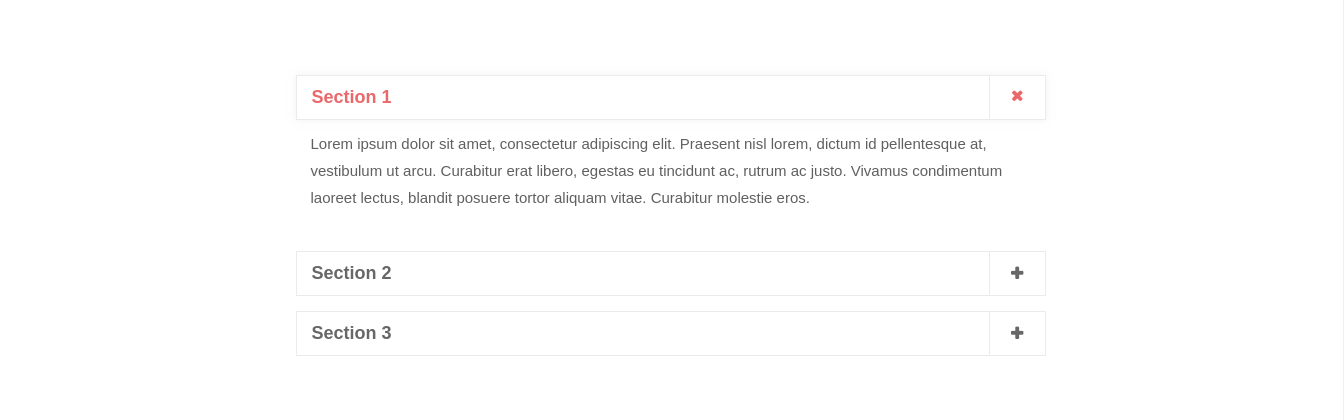 Section 1
Lorem ipsum dolor sit amet, consectetur adipiscing elit. Praesent nisl lorem, dictum id pellentesque at,
vestibulum ut arcu. Curabitur erat libero, egestas eu tincidunt ac, rutrum ac justo. Vivamus condimentum
laoreet lectus, blandit posuere tortor aliquam vitae. Curabitur molestie eros.
Section 2
Section 3